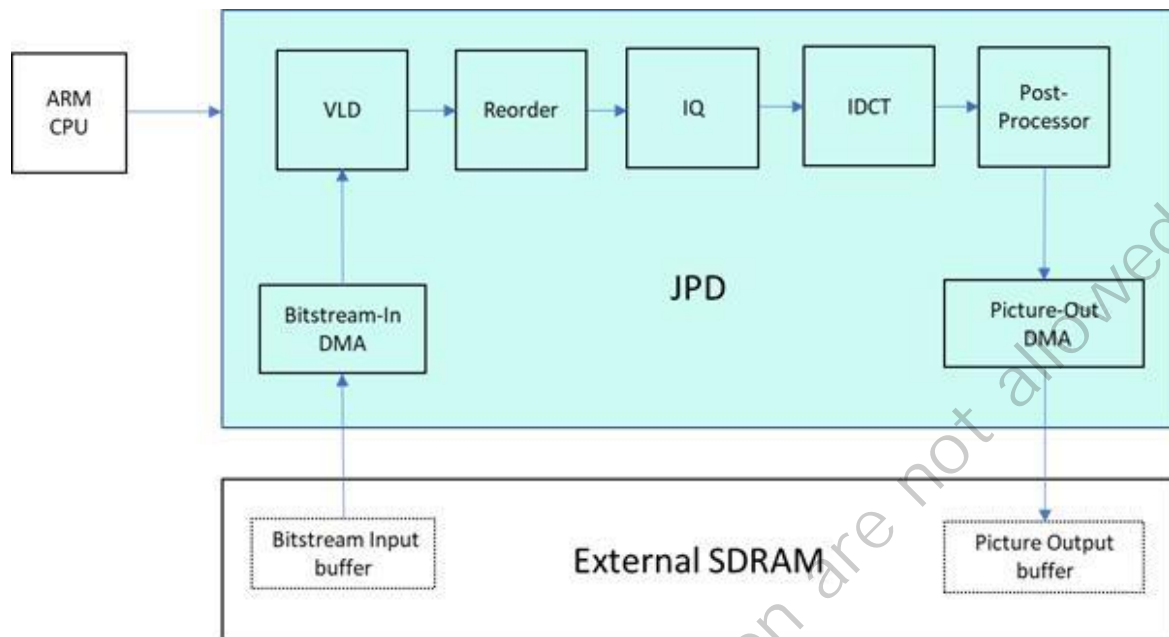 ARM
CPU
VLD
Reorder
IQ
IDCT
Post-
Processor
Bitstream-In
DMA
JPD
Picture-Out
DMA
Bitstream Input
buffer
External SDRAM
Picture Output
buffer
on are not allowed